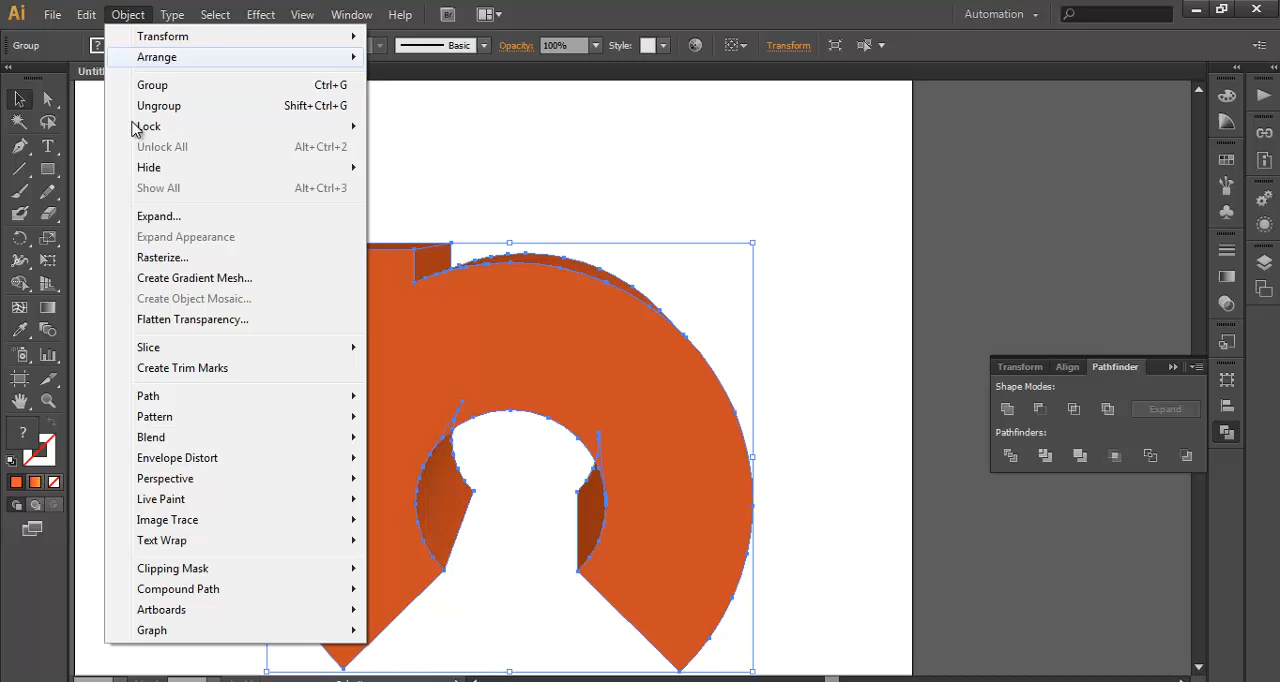 Ai File Edit Object Type Select Effect View Window Help Br Automation
Group ? Basic Opacity: 100% Style: Transform
Untit
Transform
Arrange
Group Ctrl+G
Ungroup Shift+Ctrl+G
Lock
Unlock All Alt+Ctrl+2
Hide
Show All Alt+Ctrl+3
Expand...
Expand Appearance
Rasterize...
Create Gradient Mesh...
Create Object Mosaic...
Flatten Transparency...
Slice
Create Trim Marks
Path
Pattern
Blend
Envelope Distort
Perspective
Live Paint
Image Trace
Text Wrap
Clipping Mask
Compound Path
Artboards
Graph
T
?
Transform Align Pathfinder
Shape Modes:
Expand
Pathfinders: